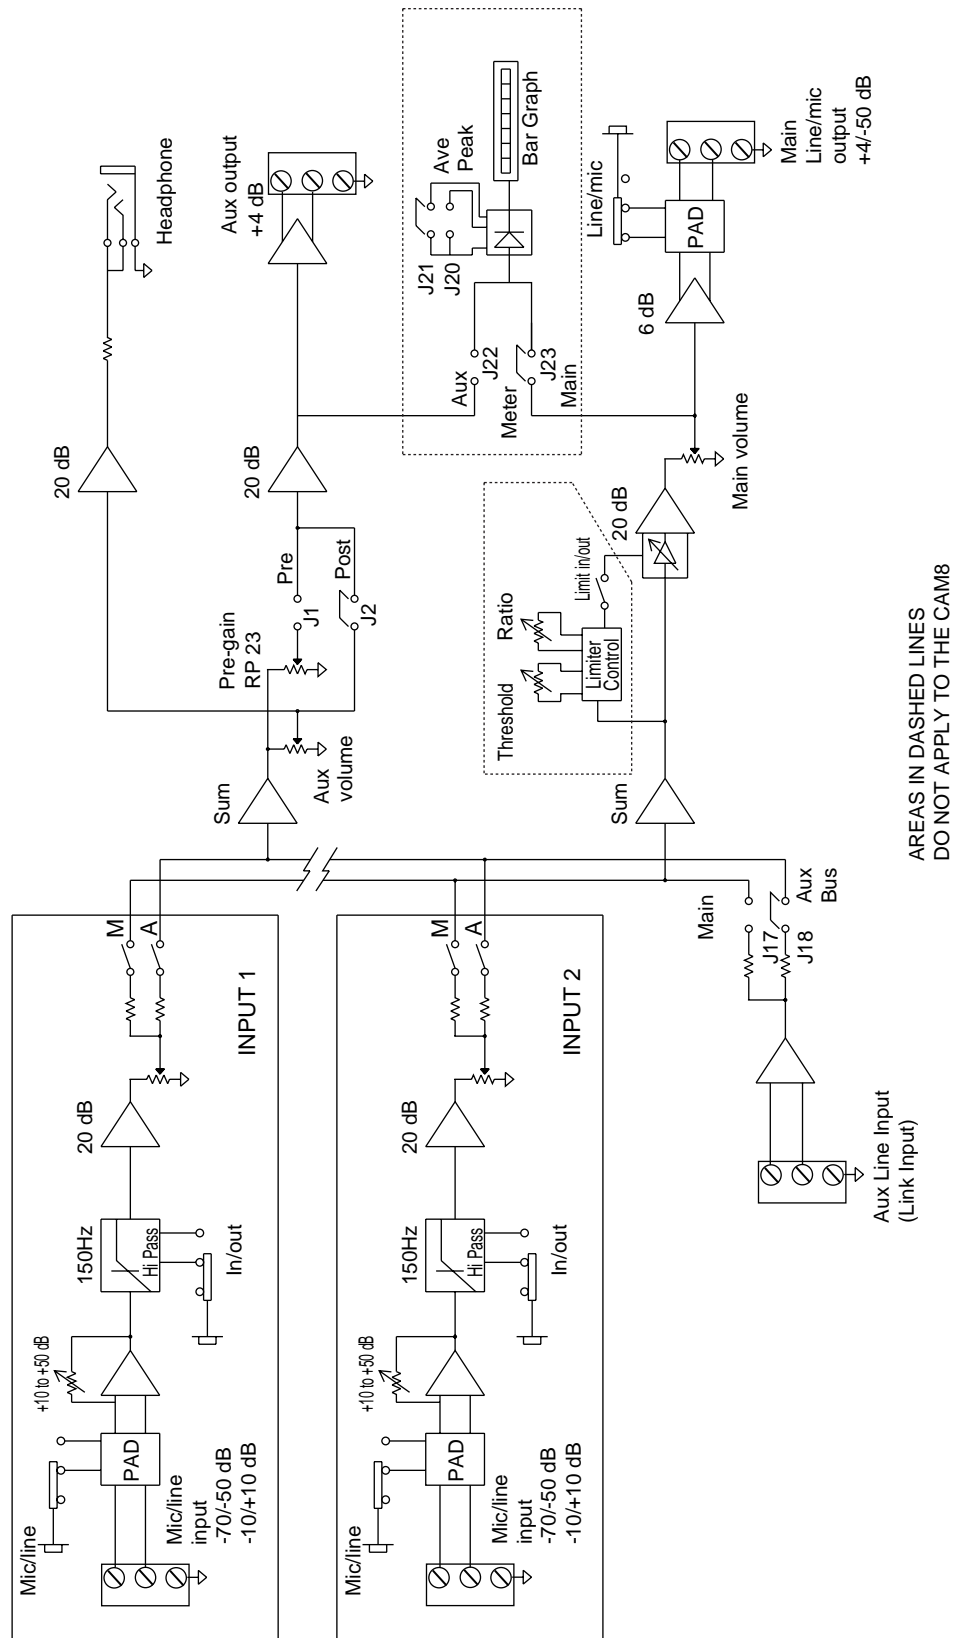 Mic/line
Mic/line
input
-70/-50 dB
-10/+10 dB
PAD
+10 to +50 dB
150Hz
Hi Pass
In/out
20 dB
M
A
INPUT 1
Mic/line
Mic/line
input
-70/-50 dB
-10/+10 dB
PAD
+10 to +50 dB
150Hz
Hi Pass
In/out
20 dB
M
A
INPUT 2
Aux Line Input
(Link Input)
Main
J17
J18
Aux
Bus
Sum
Aux
volume
Pre-gain
RP 23
Pre
J1
Post
J2
20 dB
Headphone
20 dB
Aux output
+4 dB
Sum
Threshold
Ratio
Limiter
Control
Limit in/out
20 dB
Main volume
Aux
J22
Meter
J23
Main
J21
J20
Ave
Peak
Bar Graph
6 dB
Line/mic
PAD
Main
Line/mic
output
+4/-50 dB
AREAS IN DASHED LINES
DO NOT APPLY TO THE CAM8